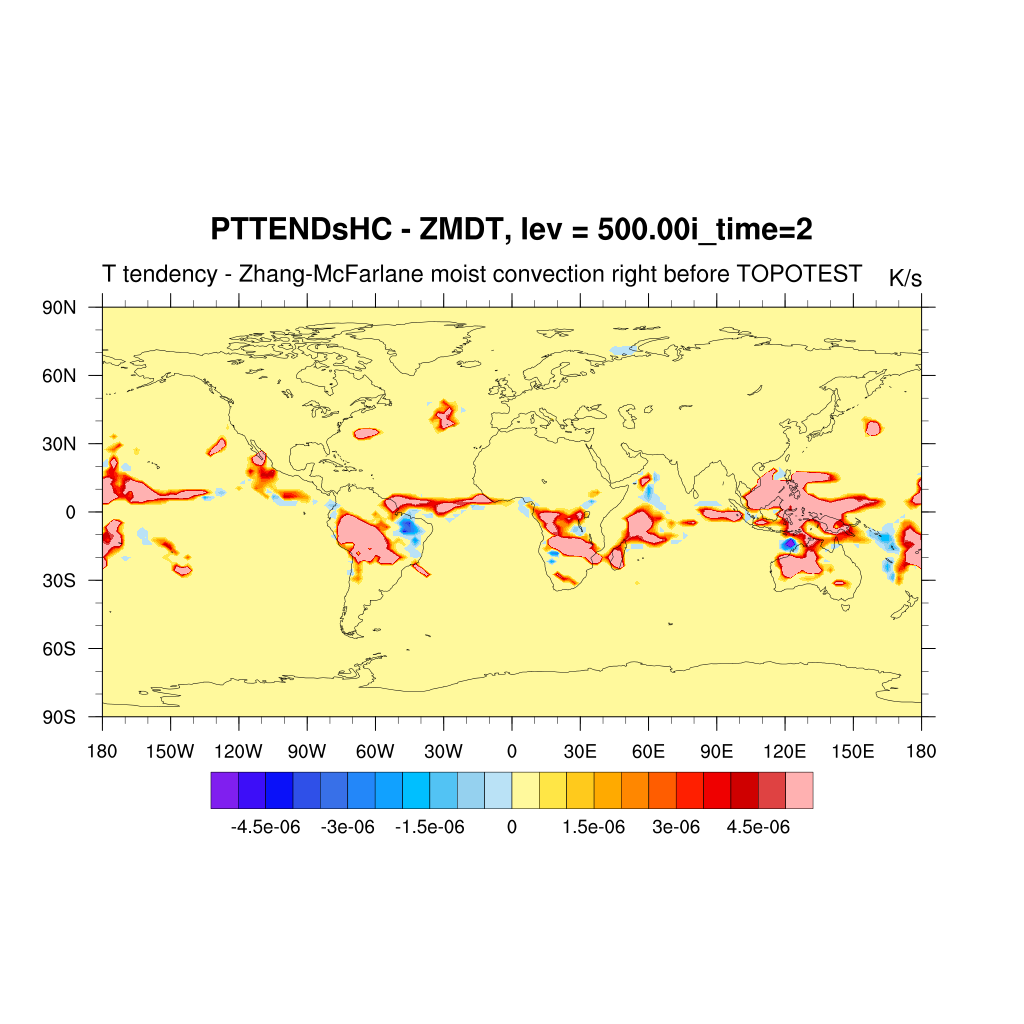 PTTENDsHC - ZMDT, lev = 500.00i_time=2
T tendency - Zhang-McFarlane moist convection right before TOPOTEST K/s
90N
60N
30N
0
30S
60S
90S
180 150W 120W 90W 60W 30W 0 30E 60E 90E 120E 150E 180
-4.5e-06 -3e-06 -1.5e-06 0 1.5e-06 3e-06 4.5e-06